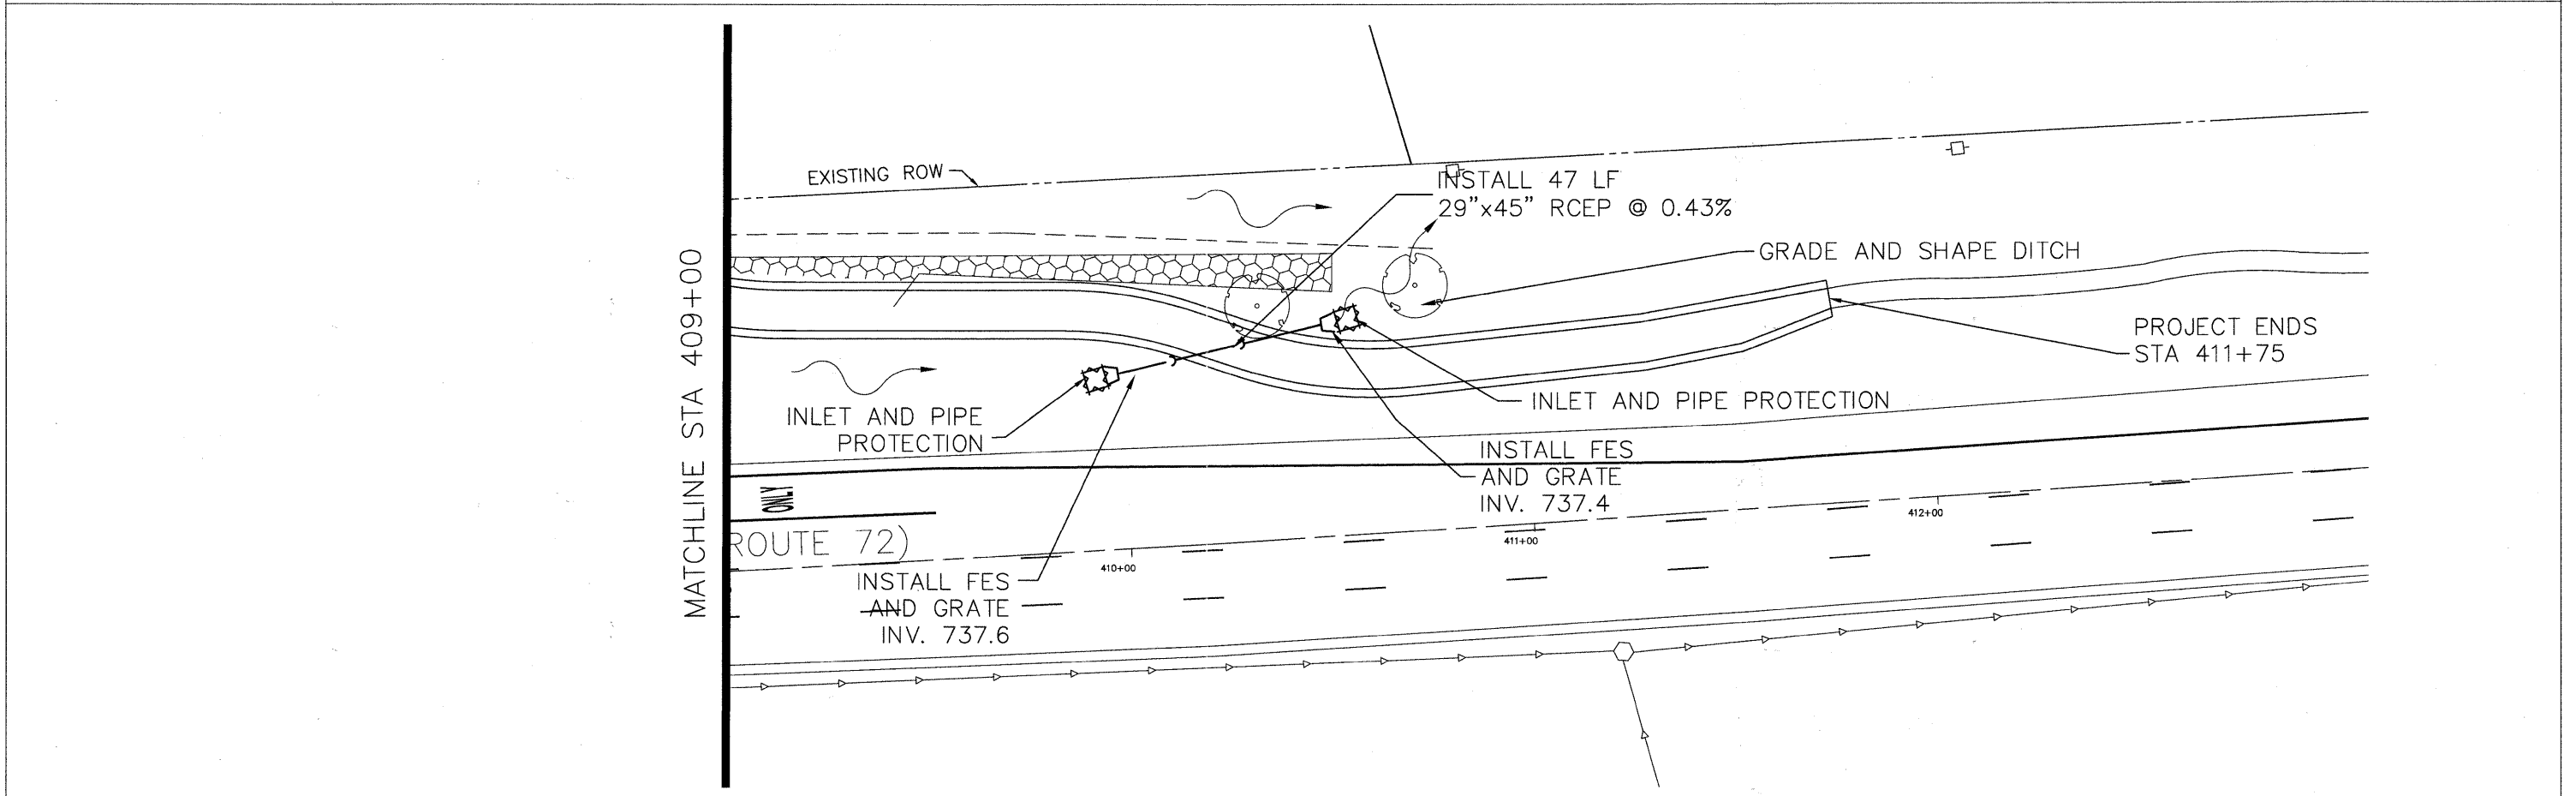 MATCHLINE STA 409+00
EXISTING ROW
INSTALL 47 LF
29"x45" RCEP @ 0.43%
GRADE AND SHAPE DITCH
PROJECT ENDS
STA 411+75
INLET AND PIPE
PROTECTION
INLET AND PIPE PROTECTION
INSTALL FES
AND GRATE
INV. 737.4
ONLY
ROUTE 72)
INSTALL FES
AND GRATE
INV. 737.6
410+00
411+00
412+00